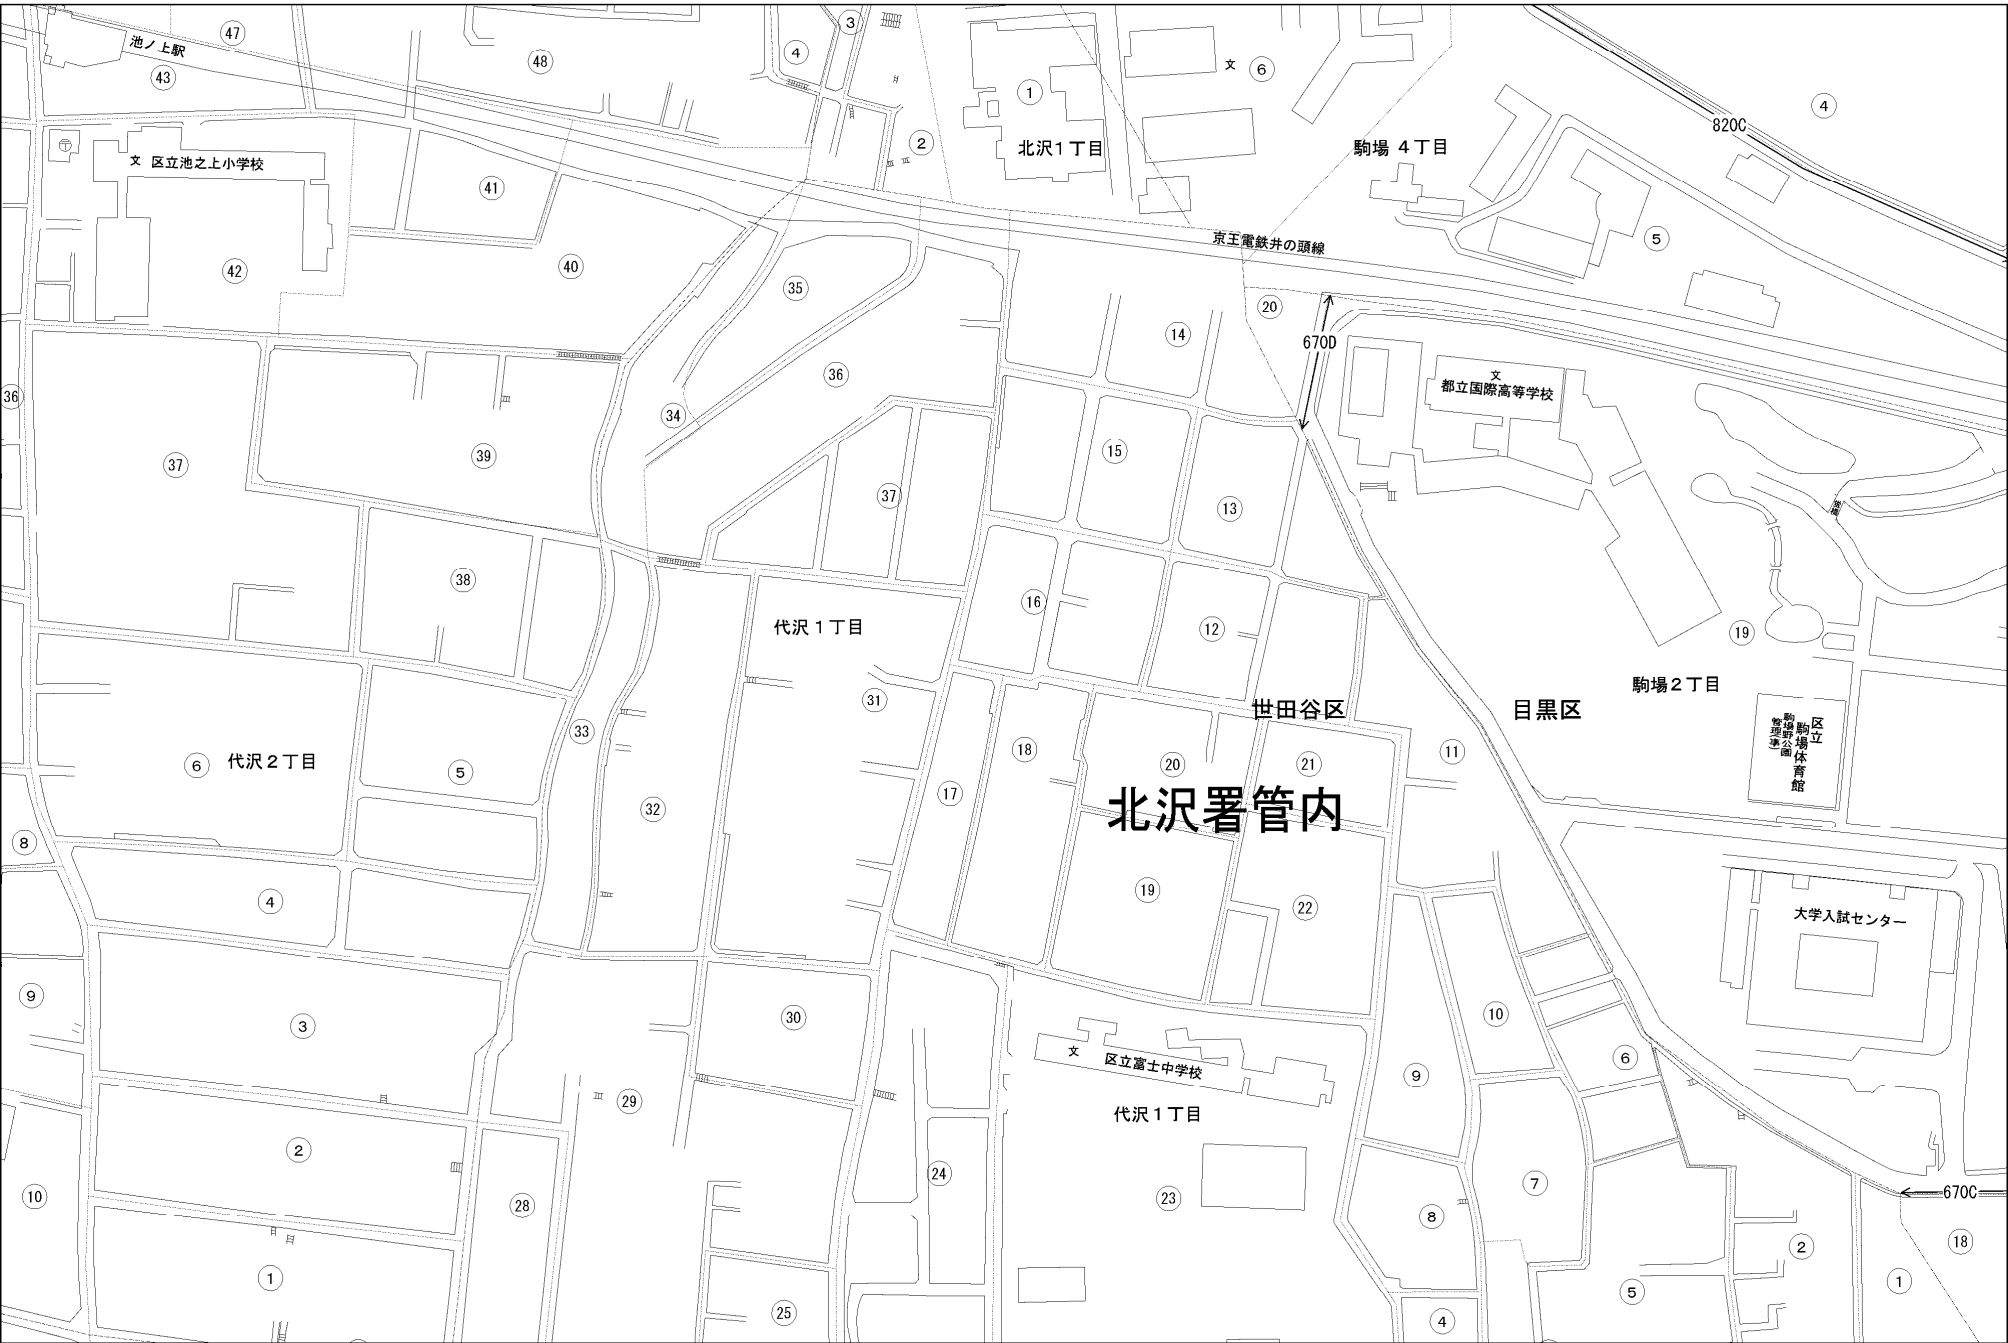 47
池ノ上駅
43
48
3
4
1
文
6
4
820C
2
北沢1丁目
駒場 4丁目
文 区立池之上小学校
41
42
40
35
京王電鉄井の頭線
5
20
14
670D
36
36
34
文
都立国際高等学校
37
39
15
37
13
38
16
12
19
代沢 1 丁目
31
世田谷区
目黒区
駒場 2 丁目
区立
駒場体育館
駒場野公園
6
代沢 2 丁目
5
33
18
20
21
11
32
17
北沢署管内
8
4
19
22
大学入試センター
9
3
30
10
文
区立富士中学校
6
9
29
代沢 1 丁目
2
10
28
24
23
7
8
670C
18
1
25
5
2
1
4